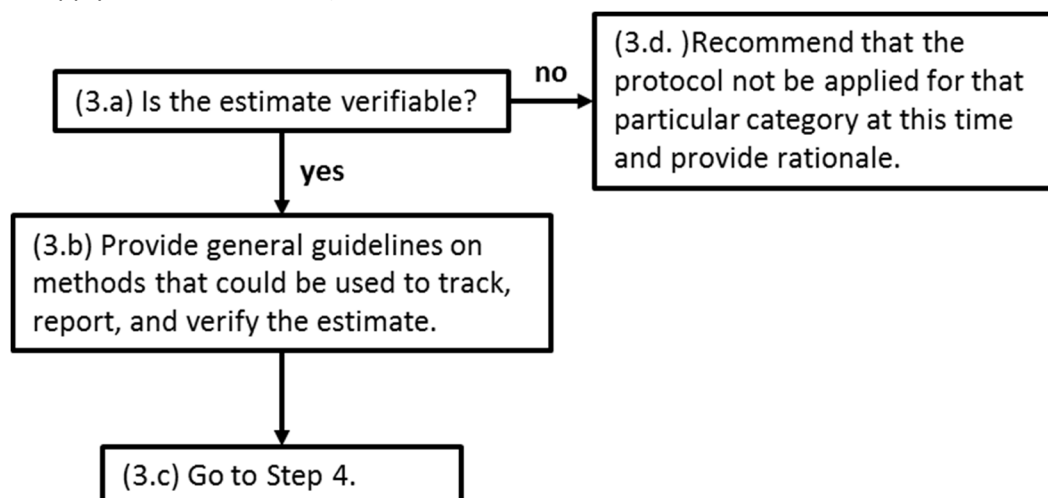 (3.a) Is the estimate verifiable?
no
(3.d. )Recommend that the
protocol not be applied for that
particular category at this time
and provide rationale.
yes
(3.b) Provide general guidelines on
methods that could be used to track,
report, and verify the estimate.
(3.c) Go to Step 4.